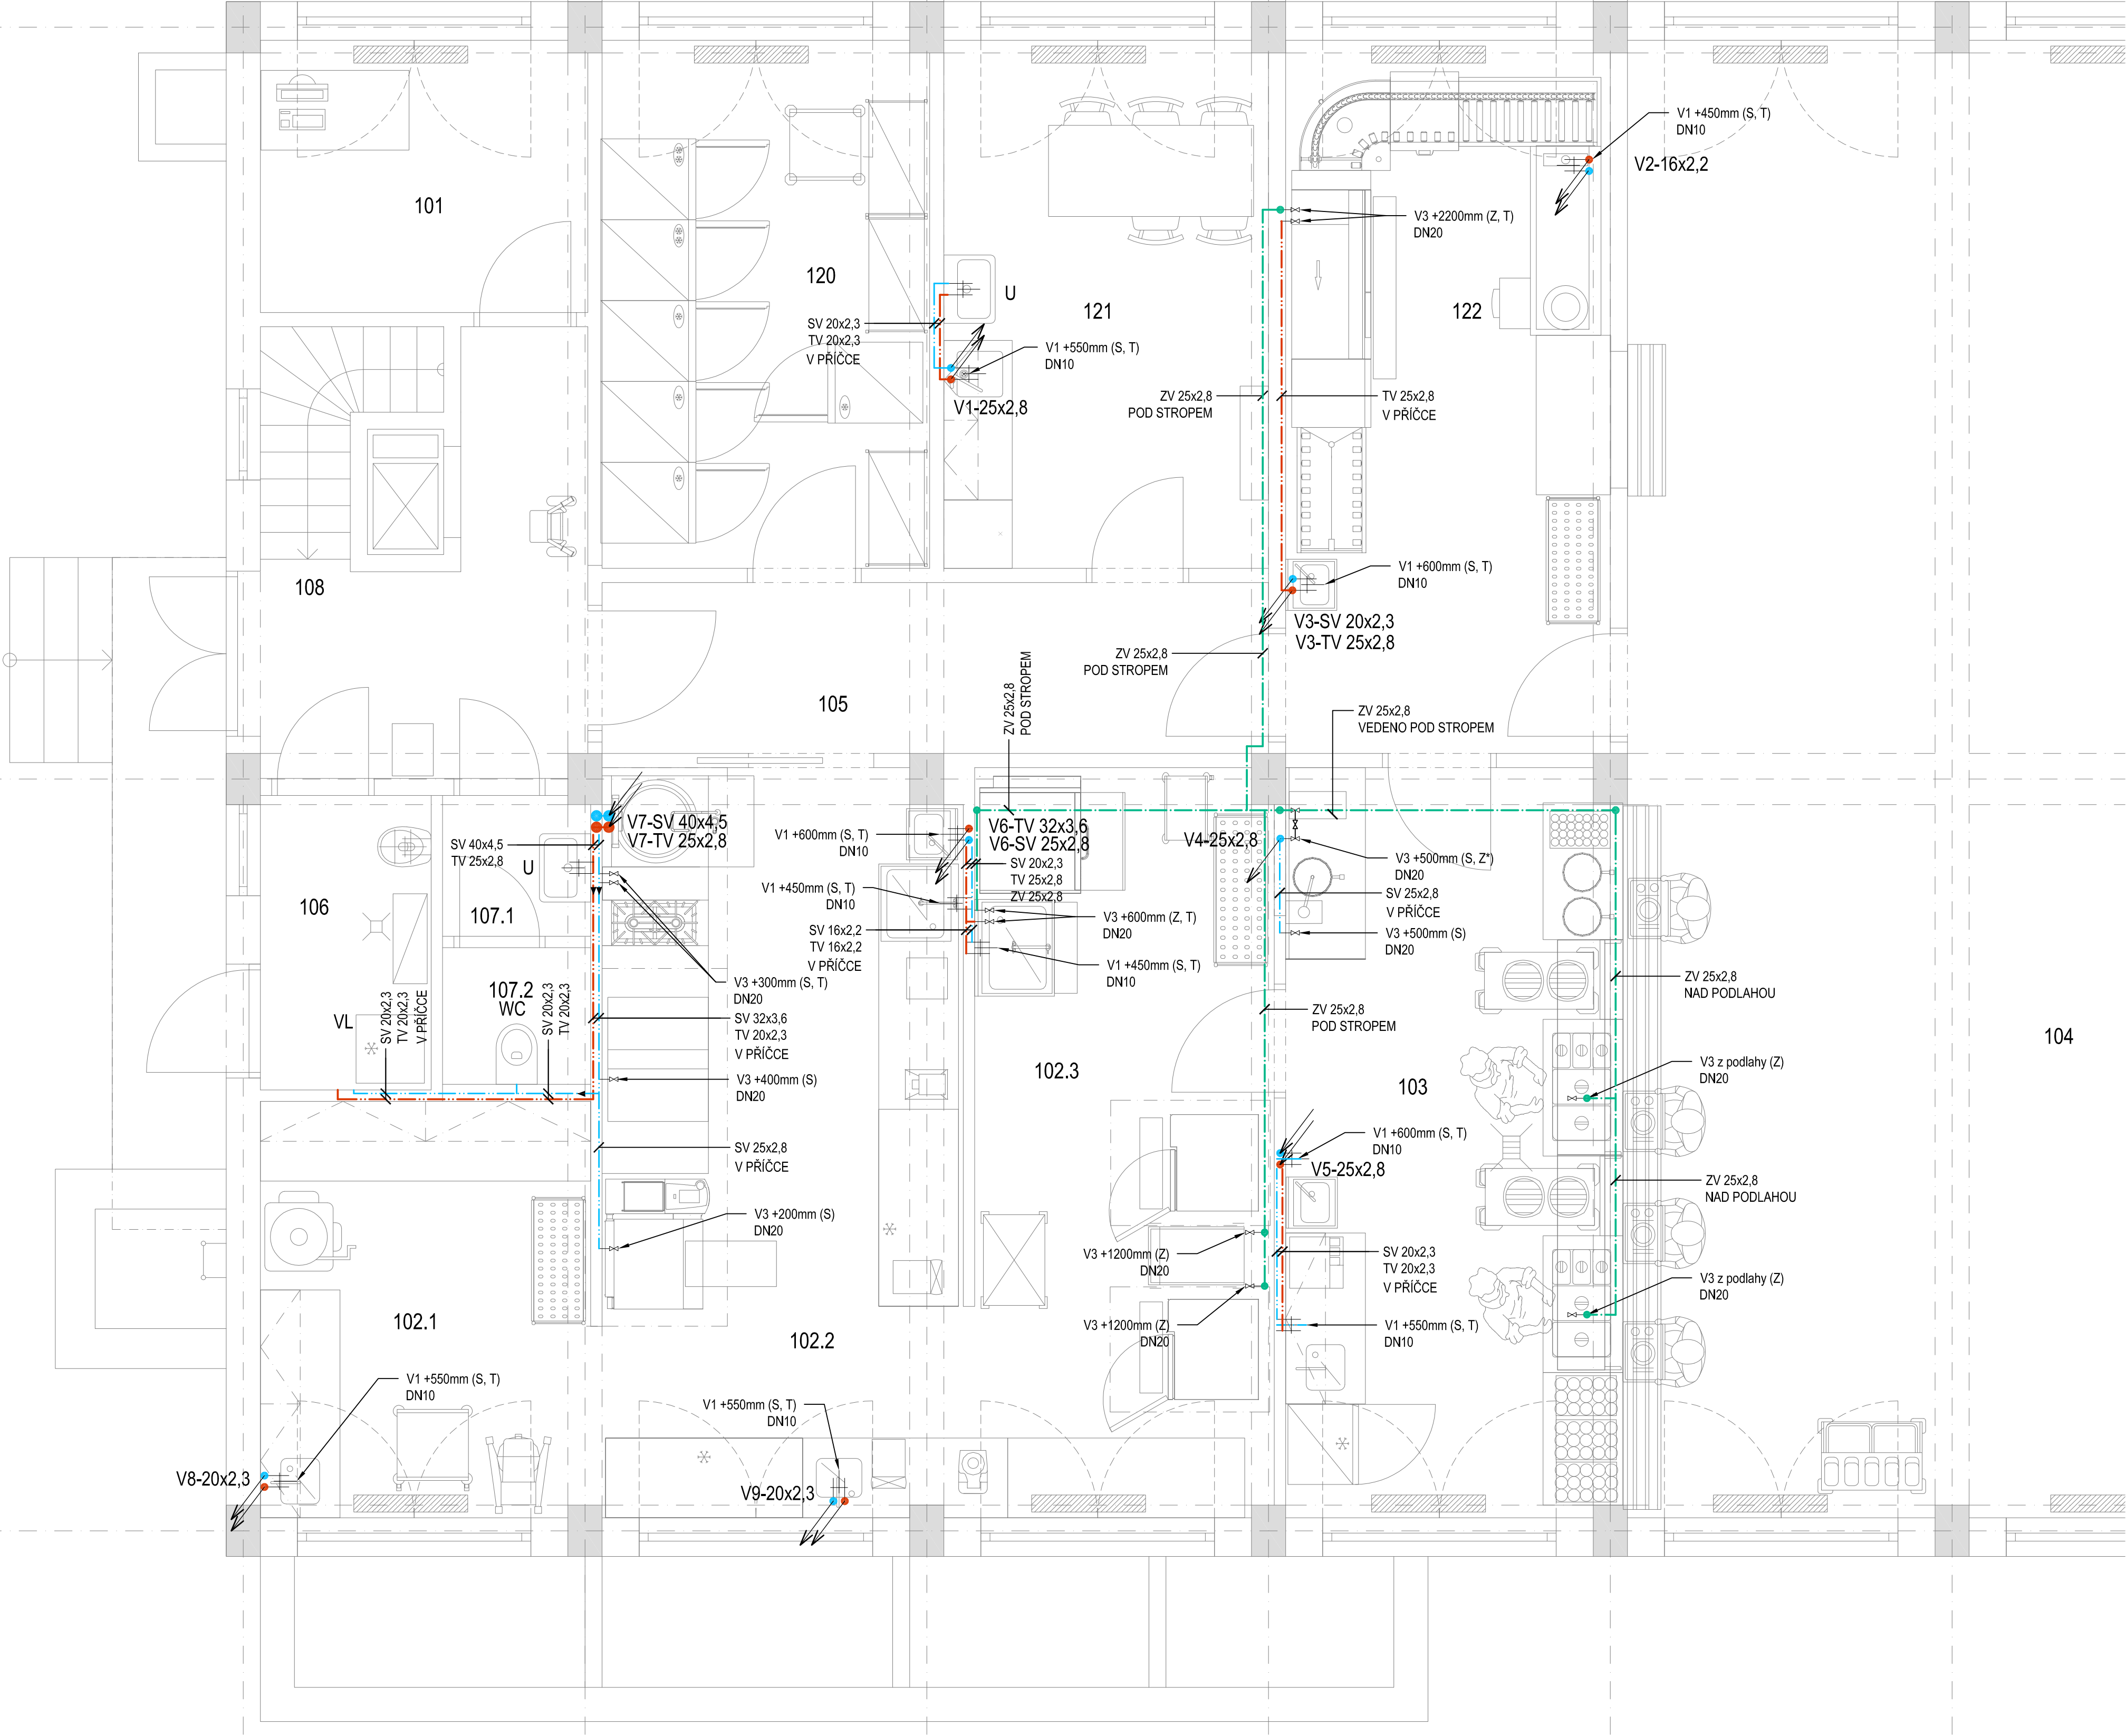 V1 +450mm (S, T)
DN10
V2-16x2,2
101
V3 +2200mm (Z, T)
DN20
120
U
121
122
SV 20x2,3
TV 20x2,3
V PŘÍČCE
V1 +550mm (S, T)
DN10
V1-25x2,8
ZV 25x2,8
POD STROPEM
TV 25x2,8
V PŘÍČCE
108
V1 +600mm (S, T)
DN10
V3-SV 20x2,3
V3-TV 25x2,8
ZV 25x2,8
POD STROPEM
ZV 25x2,8
POD STROPEM
105
ZV 25x2,8
VEDENO POD STROPEM
V7-SV 40x4,5
V7-TV 25x2,8
SV 40x4,5
TV 25x2,8
U
V1 +600mm (S, T)
DN10
V6-TV 32x3,6
V6-SV 25x2,8
SV 20x2,3
TV 25x2,8
ZV 25x2,8
V4-25x2,8
V3 +500mm (S, Z*)
DN20
SV 25x2,8
V PŘÍČCE
V3 +500mm (S)
DN20
V1 +450mm (S, T)
DN10
106
107.1
V3 +600mm (Z, T)
DN20
SV 16x2,2
TV 16x2,2
V PŘÍČCE
V1 +450mm (S, T)
DN10
ZV 25x2,8
NAD PODLAHOU
V3 +300mm (S, T)
DN20
107.2
WC
VL
SV 20x2,3
TV 20x2,3
V PŘÍČCE
SV 20x2,3
TV 20x2,3
SV 32x3,6
TV 20x2,3
V PŘÍČCE
ZV 25x2,8
POD STROPEM
104
V3 +400mm (S)
DN20
102.3
103
V3 z podlahy (Z)
DN20
SV 25x2,8
V PŘÍČCE
V1 +600mm (S, T)
DN10
V5-25x2,8
ZV 25x2,8
NAD PODLAHOU
V3 +200mm (S)
DN20
V3 +1200mm (Z)
DN20
SV 20x2,3
TV 20x2,3
V PŘÍČCE
V3 z podlahy (Z)
DN20
102.1
102.2
V3 +1200mm (Z)
DN20
V1 +550mm (S, T)
DN10
V1 +550mm (S, T)
DN10
V1 +550mm (S, T)
DN10
V8-20x2,3
V9-20x2,3